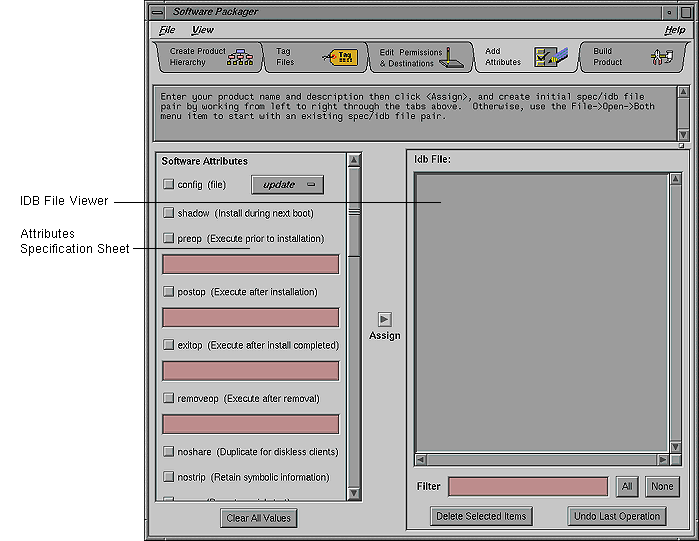 Software Packager
File View Help
Create Product Hierarchy
Tag Files
Tag
Edit Permissions & Destinations
Add Attributes
Build Product
Enter your product name and description then click <Assign>, and create initial spec/idb file
pair by working from left to right through the tabs above. Otherwise, use the File->Open->Both
menu item to start with an existing spec/idb file pair.
Software Attributes
config (file) update
shadow (Install during next boot)
preop (Execute prior to installation)
postop (Execute after installation)
exitop (Execute after install completed)
removeop (Execute after removal)
noshare (Duplicate for diskless clients)
nostrip (Retain symbolic information)
Clear All Values
Assign
Idb File:
Filter All None
Delete Selected Items Undo Last Operation
IDB File Viewer
Attributes
Specification Sheet